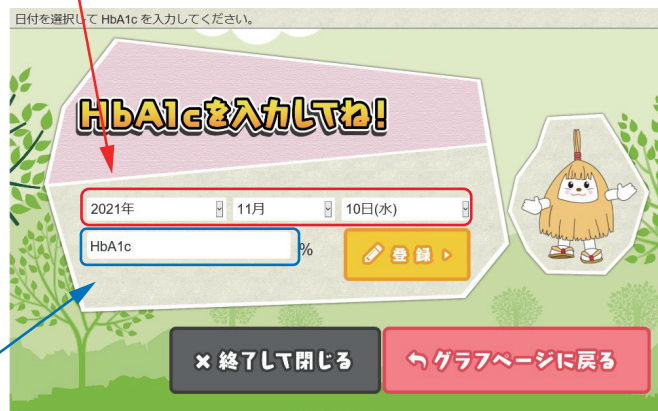 日付を選択して HbA1c を入力してください。
HbA1cを入力してね!
2021年 11月 10日(水)
HbA1c % 登録
×終了して閉じる グラフページに戻る